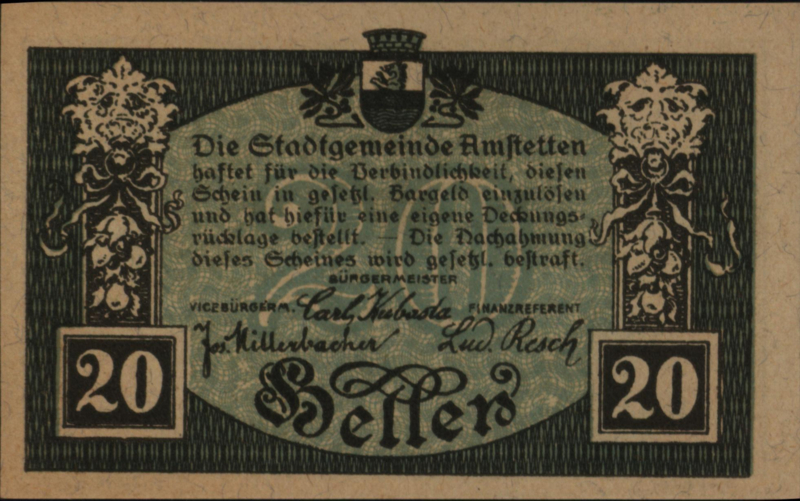 Die Stadtgemeinde Amstetten
haftet für die Verbindlichkeit, diesen
Schein in gesetzl. Bargeld einzulösen
und hat hiefür eine eigene Deckungs-
rücklage bestellt. — Die Nachahmung
dieses Scheines wird gesetzl. bestraft.
BÜRGERMEISTER
VICEBÜRGERM. Carl Kubasta FINANZREFERENT
Jos. Hillerbacher Lud. Resch
20 Heller 20
20